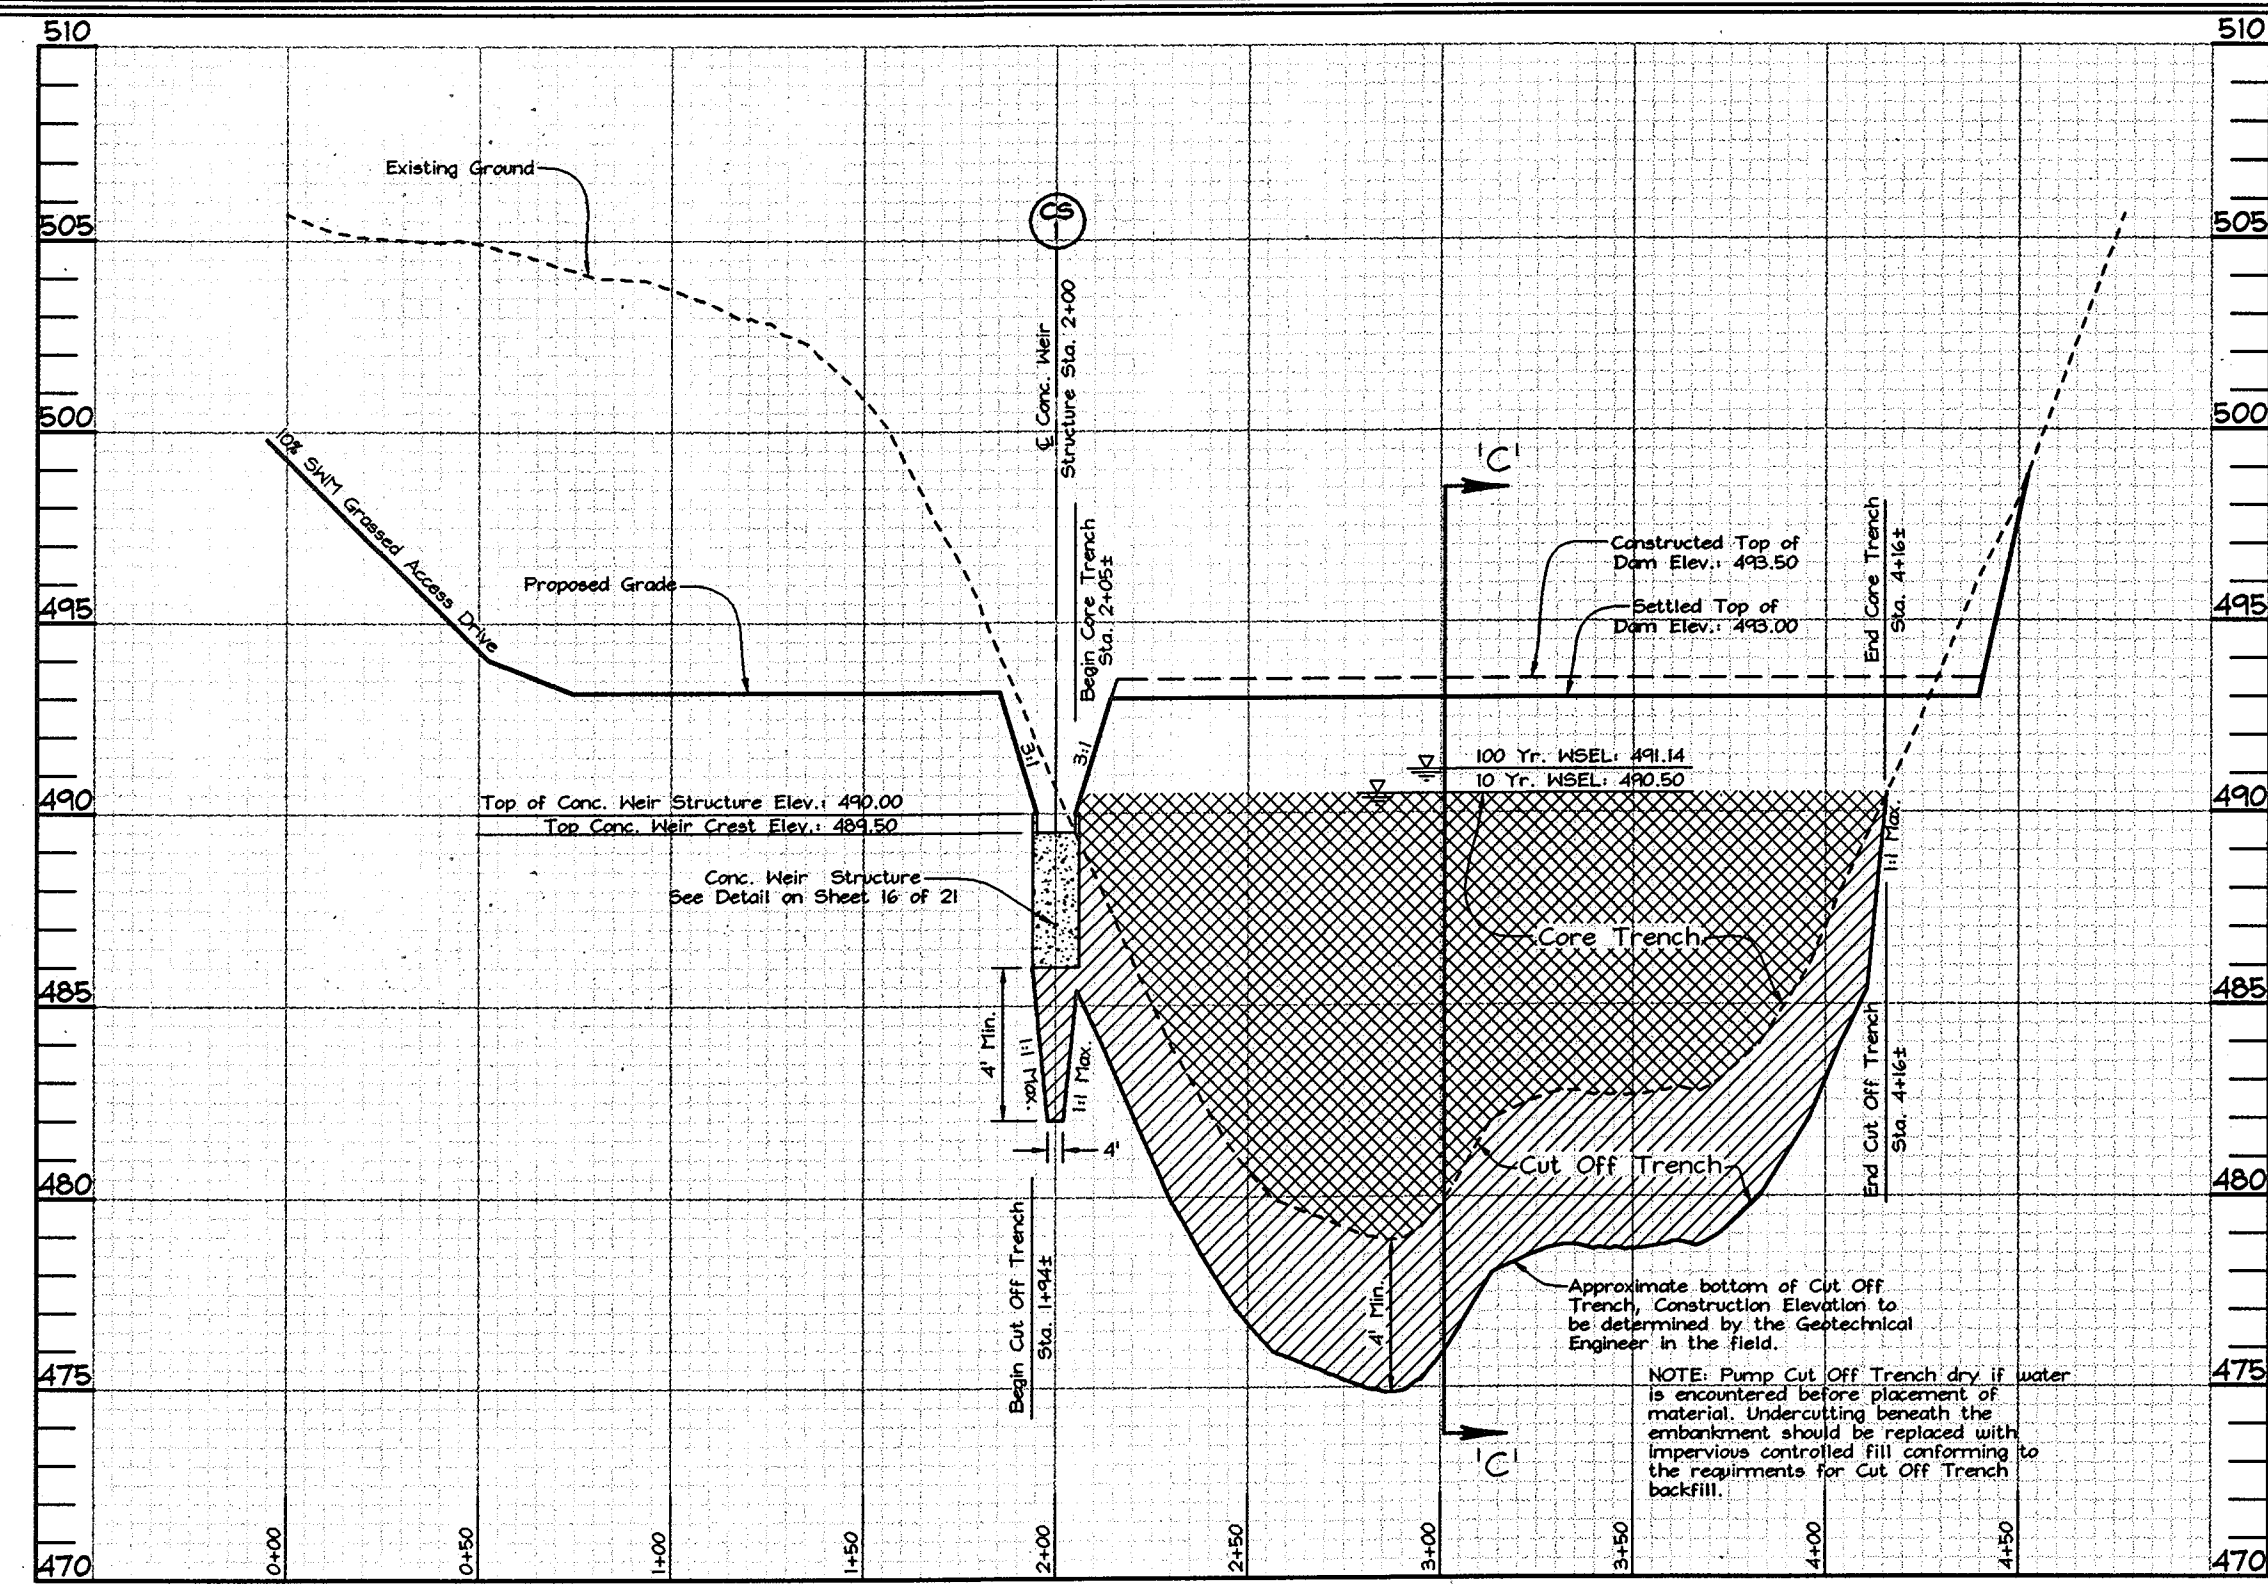 510
510
Existing Ground
CS
505
505
℄ Conc. Weir
Structure Sta. 2+00
500
500
10% SWM Grassed Access Drive
'C'
Begin Core Trench
Sta. 2+05±
End Core Trench
Sta. 4+16±
Constructed Top of
Dam Elev.: 493.50
Proposed Grade
495
495
Settled Top of
Dam Elev.: 493.00
3:1
3:1
100 Yr. WSEL: 491.14
10 Yr. WSEL: 490.50
490
490
Top of Conc. Weir Structure Elev.: 490.00
Top Conc. Weir Crest Elev.: 489.50
1:1 Max.
Conc. Weir Structure
See Detail on Sheet 16 of 21
Core Trench
485
485
4' Min.
1:1 Max.
1:1 Max.
End Cut Off Trench
Sta. 4+16±
4'
Cut Off Trench
480
480
Begin Cut Off Trench
Sta. 1+94±
4' Min.
Approximate bottom of Cut Off
Trench, Construction Elevation to
be determined by the Geotechnical
Engineer in the field.
475
475
NOTE: Pump Cut Off Trench dry if water
is encountered before placement of
material. Undercutting beneath the
embankment should be replaced with
impervious controlled fill conforming to
the requirments for Cut Off Trench
backfill.
'C'
0+00
0+50
1+00
1+50
2+00
2+50
3+00
3+50
4+00
4+50
470
470